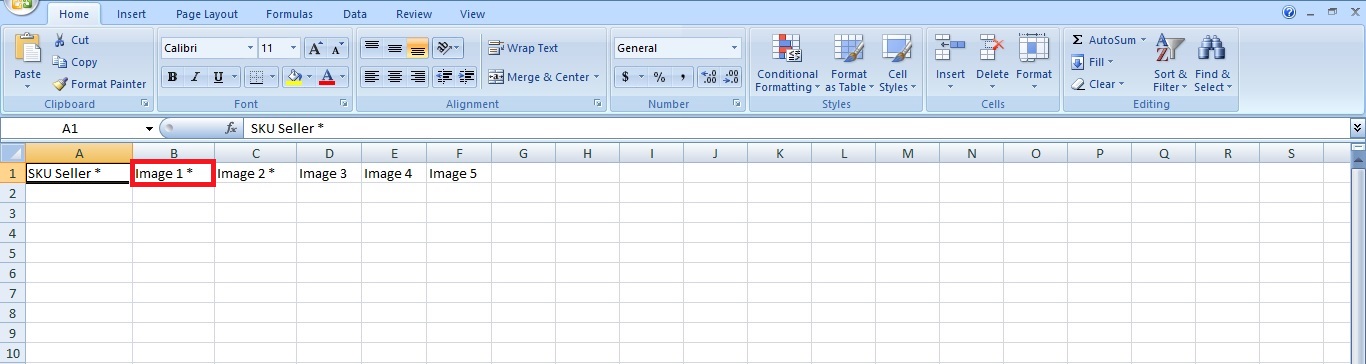 Home Insert Page Layout Formulas Data Review View
Cut
Copy
Format Painter
Paste
Clipboard
Calibri 11 A A
B I U A
Font
Wrap Text
Merge & Center
Alignment
General
$ % , .00 .0
Number
Conditional Formatting
Format as Table
Cell Styles
Styles
Insert Delete Format
Cells
Σ AutoSum
Fill
Clear
Sort & Filter
Find & Select
Editing
A1 fx SKU Seller *
A B C D E F G H I J K L M N O P Q R S
1 SKU Seller * Image 1 * Image 2 * Image 3 Image 4 Image 5
2
3
4
5
6
7
8
9
10